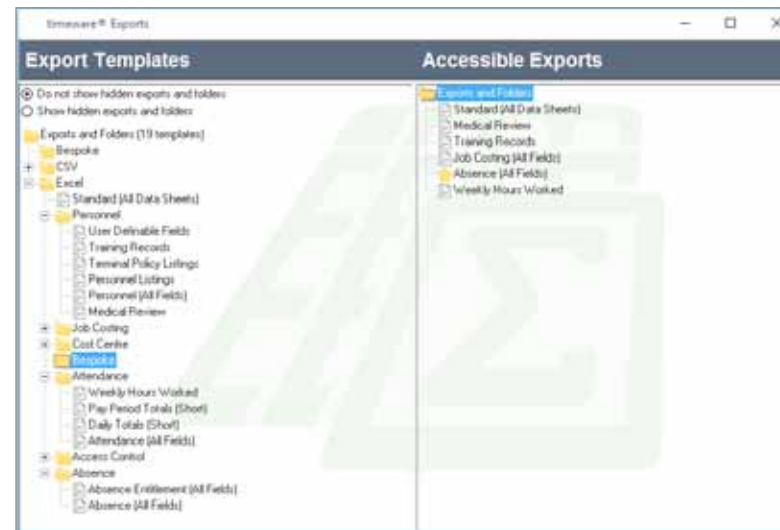 timeware® Exports
Export Templates
Do not show hidden exports and folders
Show hidden exports and folders
Exports and Folders (19 templates)
Bespoke
CSV
Excel
Standard (All Data Sheets)
Personnel
User Definable Fields
Training Records
Terminal Policy Listings
Personnel Listings
Personnel (All Fields)
Medical Review
Job Costing
Cost Centre
Bespoke
Attendance
Weekly Hours Worked
Pay Period Totals (Short)
Daily Totals (Short)
Attendance (All Fields)
Access Control
Absence
Absence Entitlement (All Fields)
Absence (All Fields)
Accessible Exports
Exports and Folders
Standard (All Data Sheets)
Medical Review
Training Records
Job Costing (All Fields)
Absence (All Fields)
Weekly Hours Worked